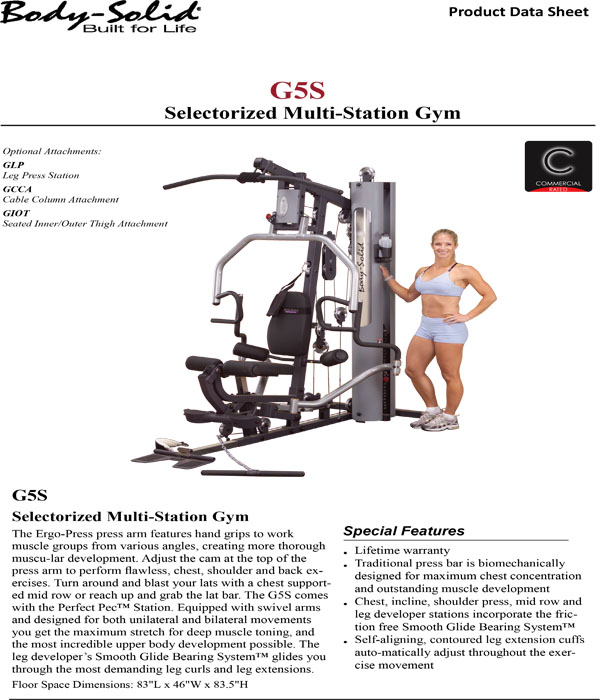 Body-Solid®
Built for Life
Product Data Sheet
G5S
Selectorized Multi-Station Gym
Optional Attachments:
GLP
Leg Press Station
GCCA
Cable Column Attachment
GIOT
Seated Inner/Outer Thigh Attachment
C
COMMERCIAL
RATED
Body-Solid
G5S
Selectorized Multi-Station Gym
The Ergo-Press press arm features hand grips to work
muscle groups from various angles, creating more thorough
muscu-lar development. Adjust the cam at the top of the
press arm to perform flawless, chest, shoulder and back ex-
ercises. Turn around and blast your lats with a chest support-
ed mid row or reach up and grab the lat bar. The G5S comes
with the Perfect Pec™ Station. Equipped with swivel arms
and designed for both unilateral and bilateral movements
you get the maximum stretch for deep muscle toning, and
the most incredible upper body development possible. The
leg developer's Smooth Glide Bearing System™ glides you
through the most demanding leg curls and leg extensions.
Floor Space Dimensions: 83"L x 46"W x 83.5"H
Special Features
• Lifetime warranty
• Traditional press bar is biomechanically
designed for maximum chest concentration
and outstanding muscle development
• Chest, incline, shoulder press, mid row and
leg developer stations incorporate the fric-
tion free Smooth Glide Bearing System™
• Self-aligning, contoured leg extension cuffs
auto-matically adjust throughout the exer-
cise movement